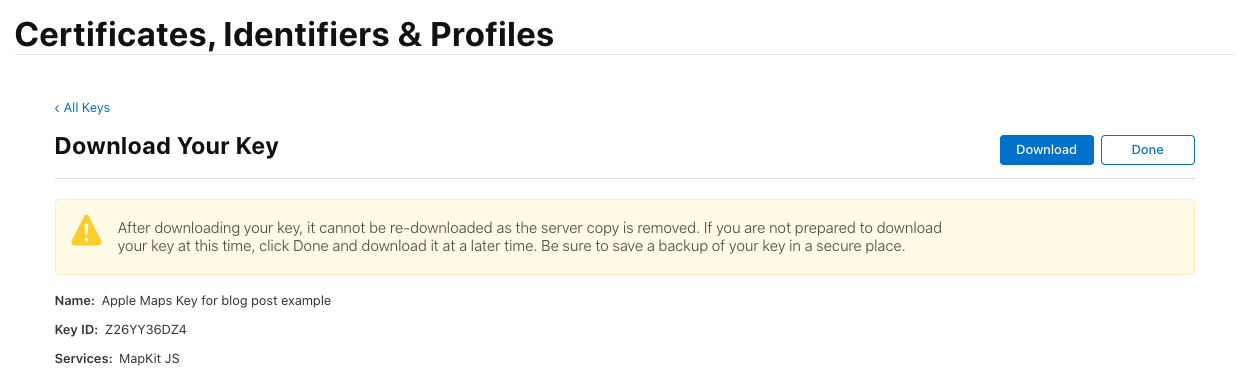 Certificates, Identifiers & Profiles
‹ All Keys
Download Your Key
Download
Done
After downloading your key, it cannot be re-downloaded as the server copy is removed. If you are not prepared to download
your key at this time, click Done and download it at a later time. Be sure to save a backup of your key in a secure place.
Name: Apple Maps Key for blog post example
Key ID: Z26YY36DZ4
Services: MapKit JS